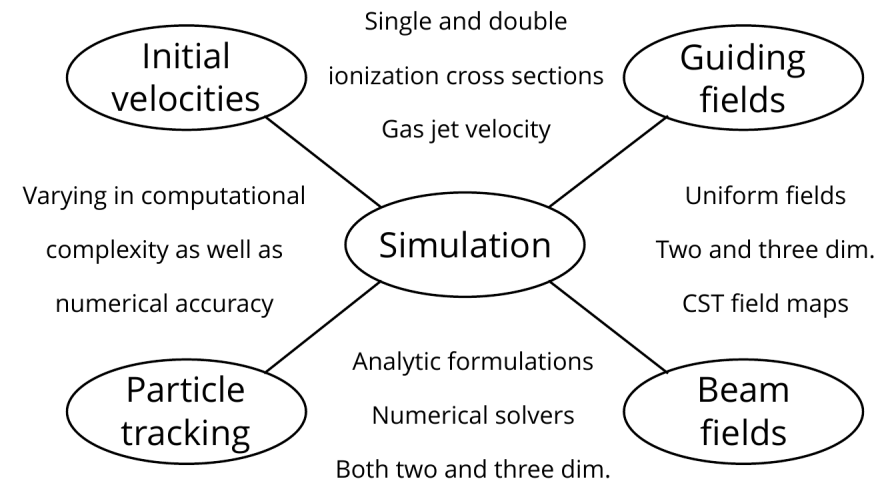 Initial
velocities
Single and double
ionization cross sections
Gas jet velocity
Guiding
fields
Varying in computational
complexity as well as
numerical accuracy
Simulation
Uniform fields
Two and three dim.
CST field maps
Particle
tracking
Analytic formulations
Numerical solvers
Both two and three dim.
Beam
fields